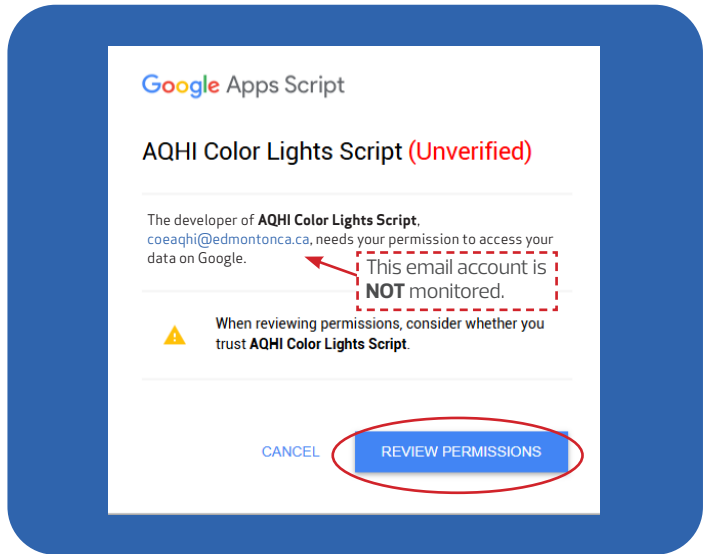 Google Apps Script
AQHI Color Lights Script (Unverified)
The developer of AQHI Color Lights Script,
coeaqhi@edmontonca.ca, needs your permission to access your
data on Google.
This email account is
NOT monitored.
When reviewing permissions, consider whether you
trust AQHI Color Lights Script.
CANCEL REVIEW PERMISSIONS